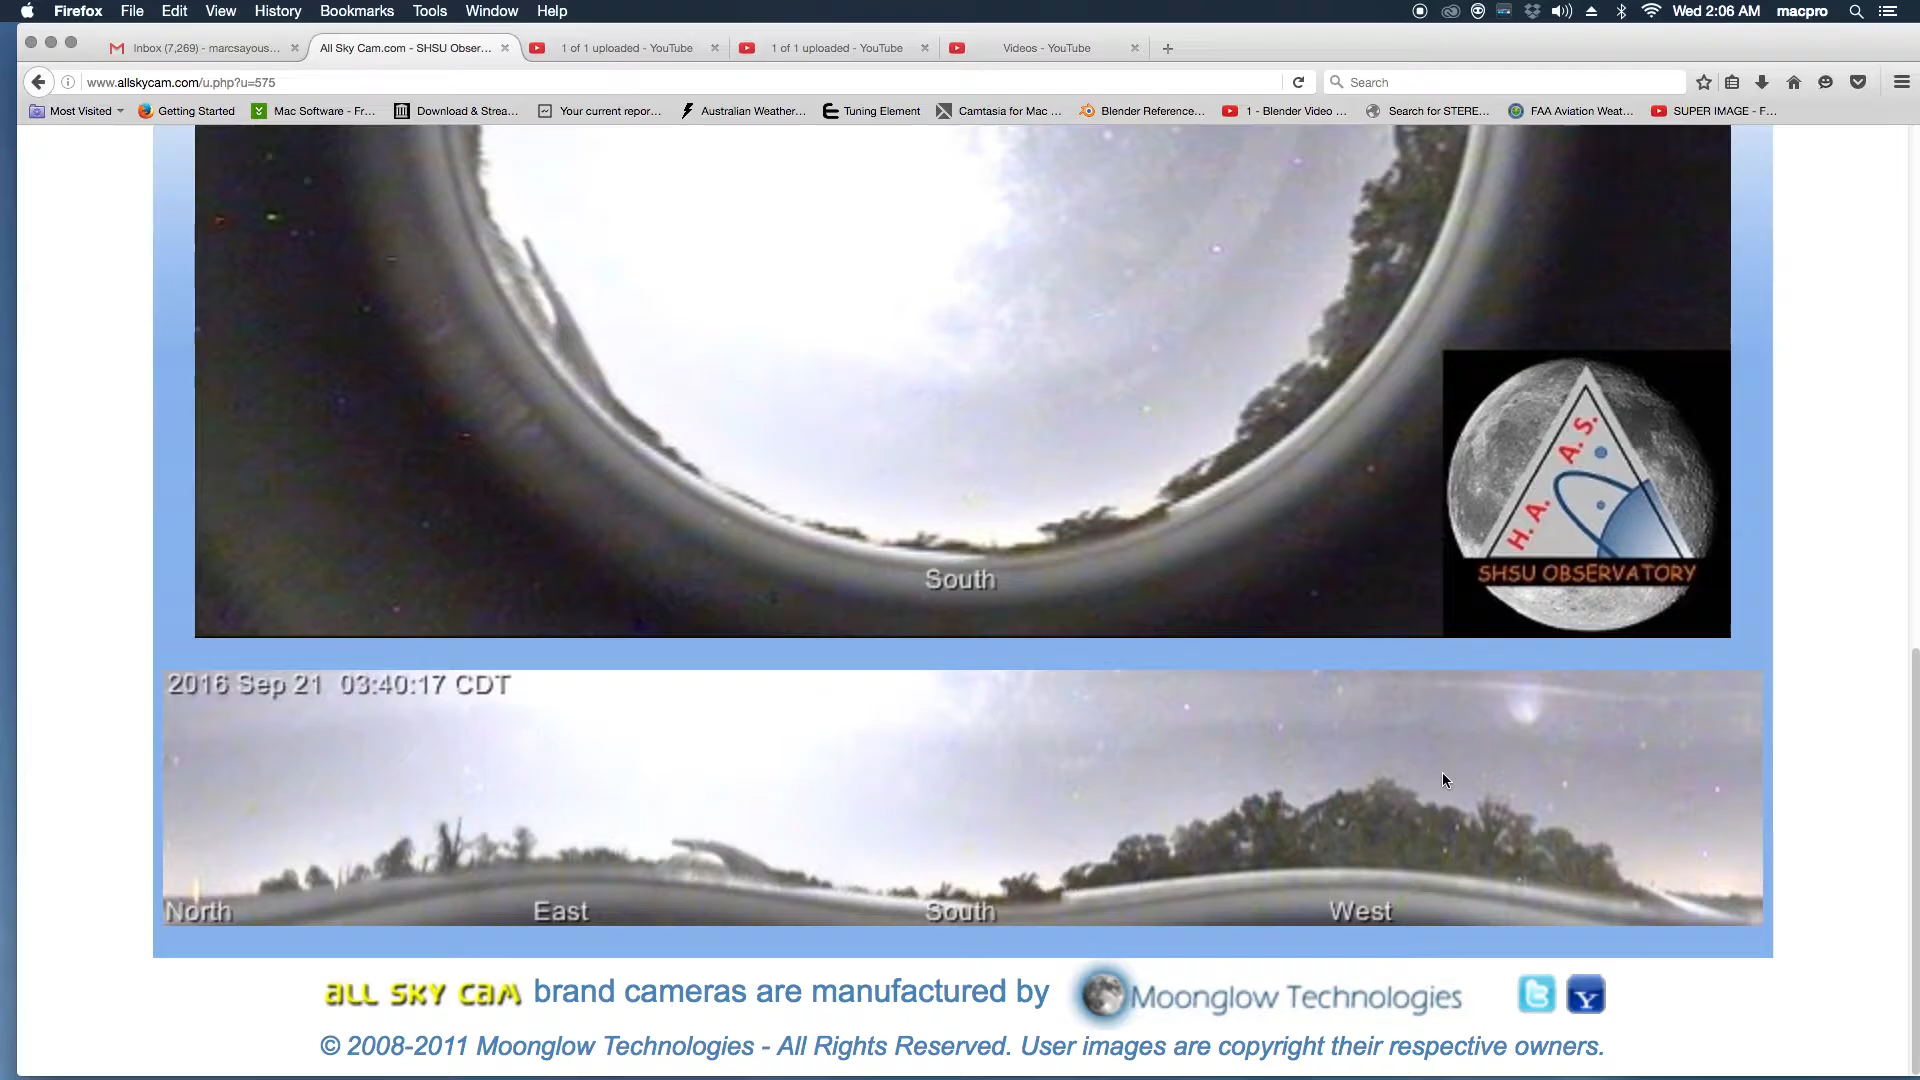 Firefox File Edit View History Bookmarks Tools Window Help Wed 2:06 AM macpro
Inbox (7,269) - marcsayous... All Sky Cam.com - SHSU Obser... 1 of 1 uploaded - YouTube 1 of 1 uploaded - YouTube Videos - YouTube
www.allskycam.com/u.php?u=575 Search
Most Visited Getting Started Mac Software - Fr... Download & Strea... Your current repor... Australian Weather... Tuning Element Camtasia for Mac ... Blender Reference... 1 - Blender Video ... Search for STERE... FAA Aviation Weat... SUPER IMAGE - F...
H. A. A. S.
SHSU OBSERVATORY
South
2016 Sep 21 03:40:17 CDT
North East South West
ALL SKY CAM brand cameras are manufactured by Moonglow Technologies
© 2008-2011 Moonglow Technologies - All Rights Reserved. User images are copyright their respective owners.